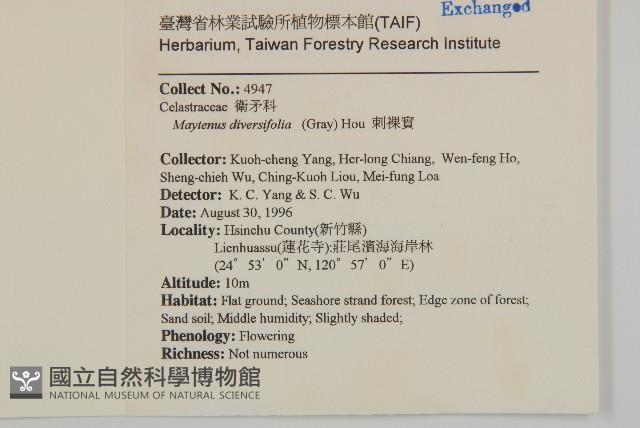 Exchanged
臺灣省林業試驗所植物標本館(TAIF)
Herbarium, Taiwan Forestry Research Institute
Collect No.: 4947
Celastraceae 衛矛科
Maytenus diversifolia (Gray) Hou 刺裸實
Collector: Kuoh-cheng Yang, Her-long Chiang, Wen-feng Ho,
Sheng-chieh Wu, Ching-Kuoh Liou, Mei-fung Loa
Detector: K. C. Yang & S. C. Wu
Date: August 30, 1996
Locality: Hsinchu County(新竹縣)
Lienhuassu(蓮花寺):莊尾濱海海岸林
(24° 53’ 0” N, 120° 57’ 0” E)
Altitude: 10m
Habitat: Flat ground; Seashore strand forest; Edge zone of forest;
Sand soil; Middle humidity; Slightly shaded;
Phenology: Flowering
Richness: Not numerous
國立自然科學博物館
NATIONAL MUSEUM OF NATURAL SCIENCE